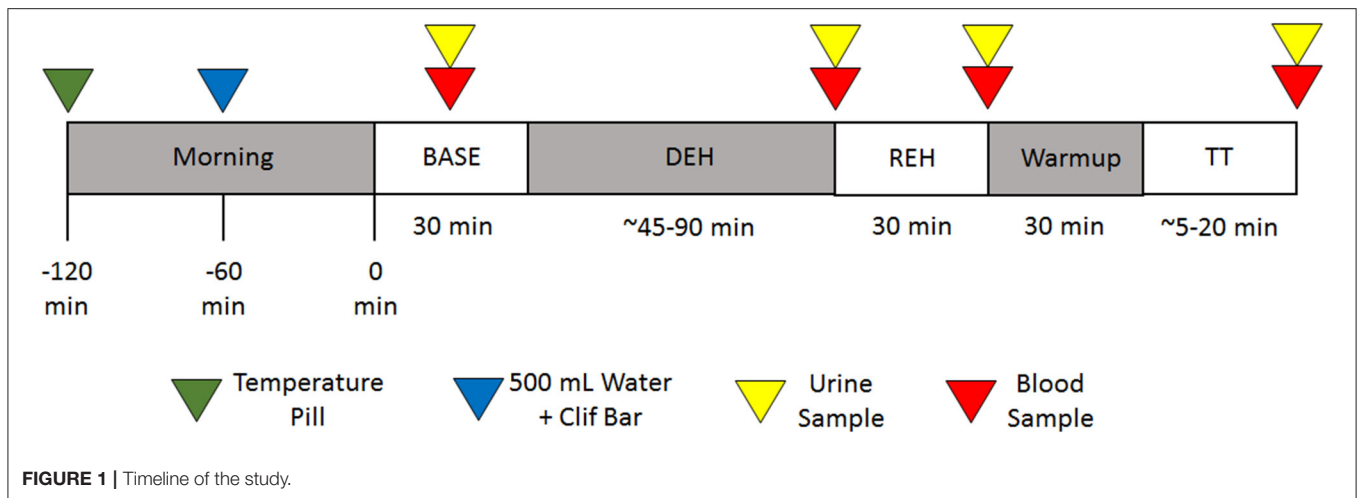 Morning BASE DEH REH Warmup TT
30 min ~45-90 min 30 min 30 min ~5-20 min
-120 -60 0
min min min
Temperature 500 mL Water Urine Blood
Pill + Clif Bar Sample Sample
FIGURE 1 | Timeline of the study.